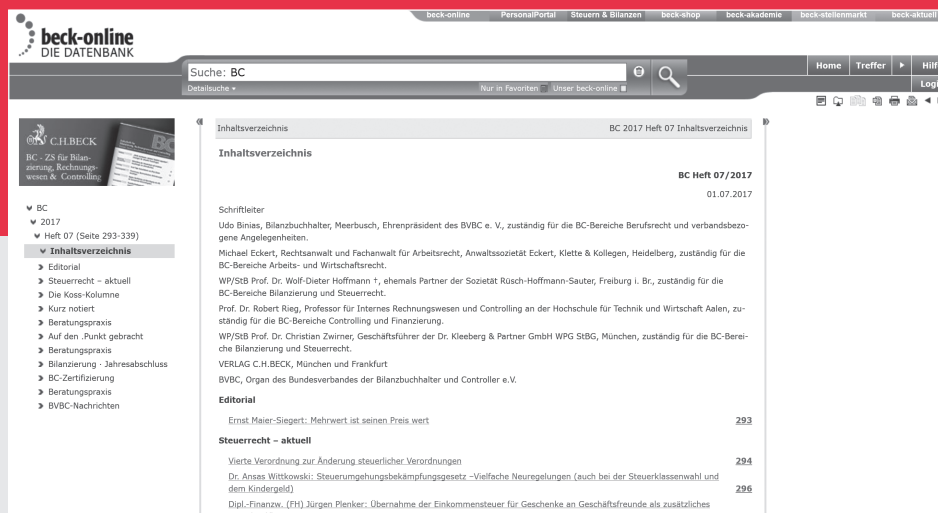 beck-online PersonalPortal Steuern & Bilanzen beck-shop beck-akademie beck-stellenmarkt beck-aktuell
beck-online
DIE DATENBANK
Suche: BC
Detailsuche
Nur in Favoriten Unser beck-online
Home Treffer Hilf
Logi
C.H.BECK
BC - ZS für Bilan-
zierung, Rechnungs-
wesen & Controlling
BC
2017
Heft 07 (Seite 293-339)
Inhaltsverzeichnis
Editorial
Steuerrecht – aktuell
Die Koss-Kolumne
Kurz notiert
Beratungspraxis
Auf den .Punkt gebracht
Beratungspraxis
Bilanzierung · Jahresabschluss
BC-Zertifizierung
Beratungspraxis
BVBC-Nachrichten
Inhaltsverzeichnis BC 2017 Heft 07 Inhaltsverzeichnis
Inhaltsverzeichnis
BC Heft 07/2017
01.07.2017
Schriftleiter
Udo Binias, Bilanzbuchhalter, Meerbusch, Ehrenpräsident des BVBC e. V., zuständig für die BC-Bereiche Berufsrecht und verbandsbezo-
gene Angelegenheiten.
Michael Eckert, Rechtsanwalt und Fachanwalt für Arbeitsrecht, Anwaltssozietät Eckert, Klette & Kollegen, Heidelberg, zuständig für die
BC-Bereiche Arbeits- und Wirtschaftsrecht.
WP/StB Prof. Dr. Wolf-Dieter Hoffmann †, ehemals Partner der Sozietät Rüsch-Hoffmann-Sauter, Freiburg i. Br., zuständig für die
BC-Bereiche Bilanzierung und Steuerrecht.
Prof. Dr. Robert Rieg, Professor für Internes Rechnungswesen und Controlling an der Hochschule für Technik und Wirtschaft Aalen, zu-
ständig für die BC-Bereiche Controlling und Finanzierung.
WP/StB Prof. Dr. Christian Zwirner, Geschäftsführer der Dr. Kleeberg & Partner GmbH WPG StBG, München, zuständig für die BC-Berei-
che Bilanzierung und Steuerrecht.
VERLAG C.H.BECK, München und Frankfurt
BVBC, Organ des Bundesverbandes der Bilanzbuchhalter und Controller e.V.
Editorial
Ernst Maier-Siegert: Mehrwert ist seinen Preis wert 293
Steuerrecht – aktuell
Vierte Verordnung zur Änderung steuerlicher Verordnungen 294
Dr. Ansas Wittkowski: Steuerumgehungsbekämpfungsgesetz –Vielfache Neuregelungen (auch bei der Steuerklassenwahl und
dem Kindergeld) 296
Dipl.-Finanzw. (FH) Jürgen Plenker: Übernahme der Einkommensteuer für Geschenke an Geschäftsfreunde als zusätzliches